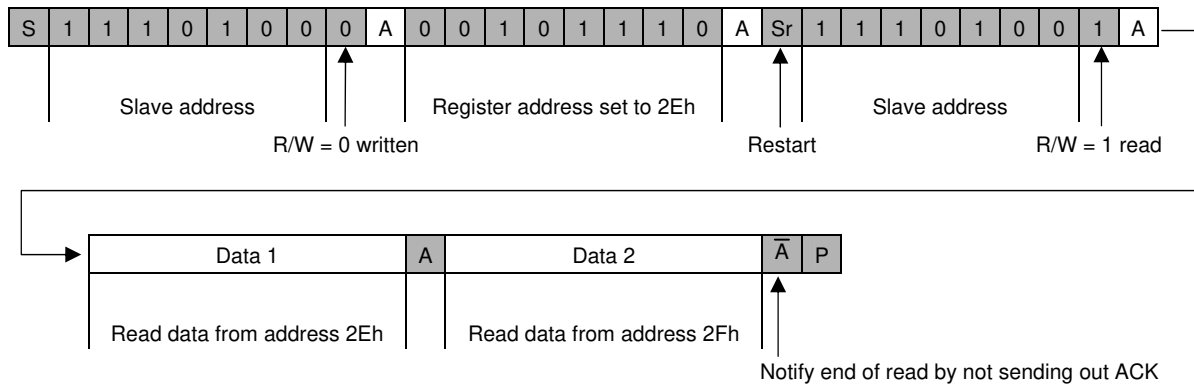 S 1 1 1 0 1 0 0 0 A 0 0 1 0 1 1 1 0 A Sr 1 1 1 0 1 0 0 1 A
Slave address Register address set to 2Eh Slave address
R/W = 0 written Restart R/W = 1 read
Data 1 A Data 2 A̅ P
Read data from address 2Eh Read data from address 2Fh
Notify end of read by not sending out ACK